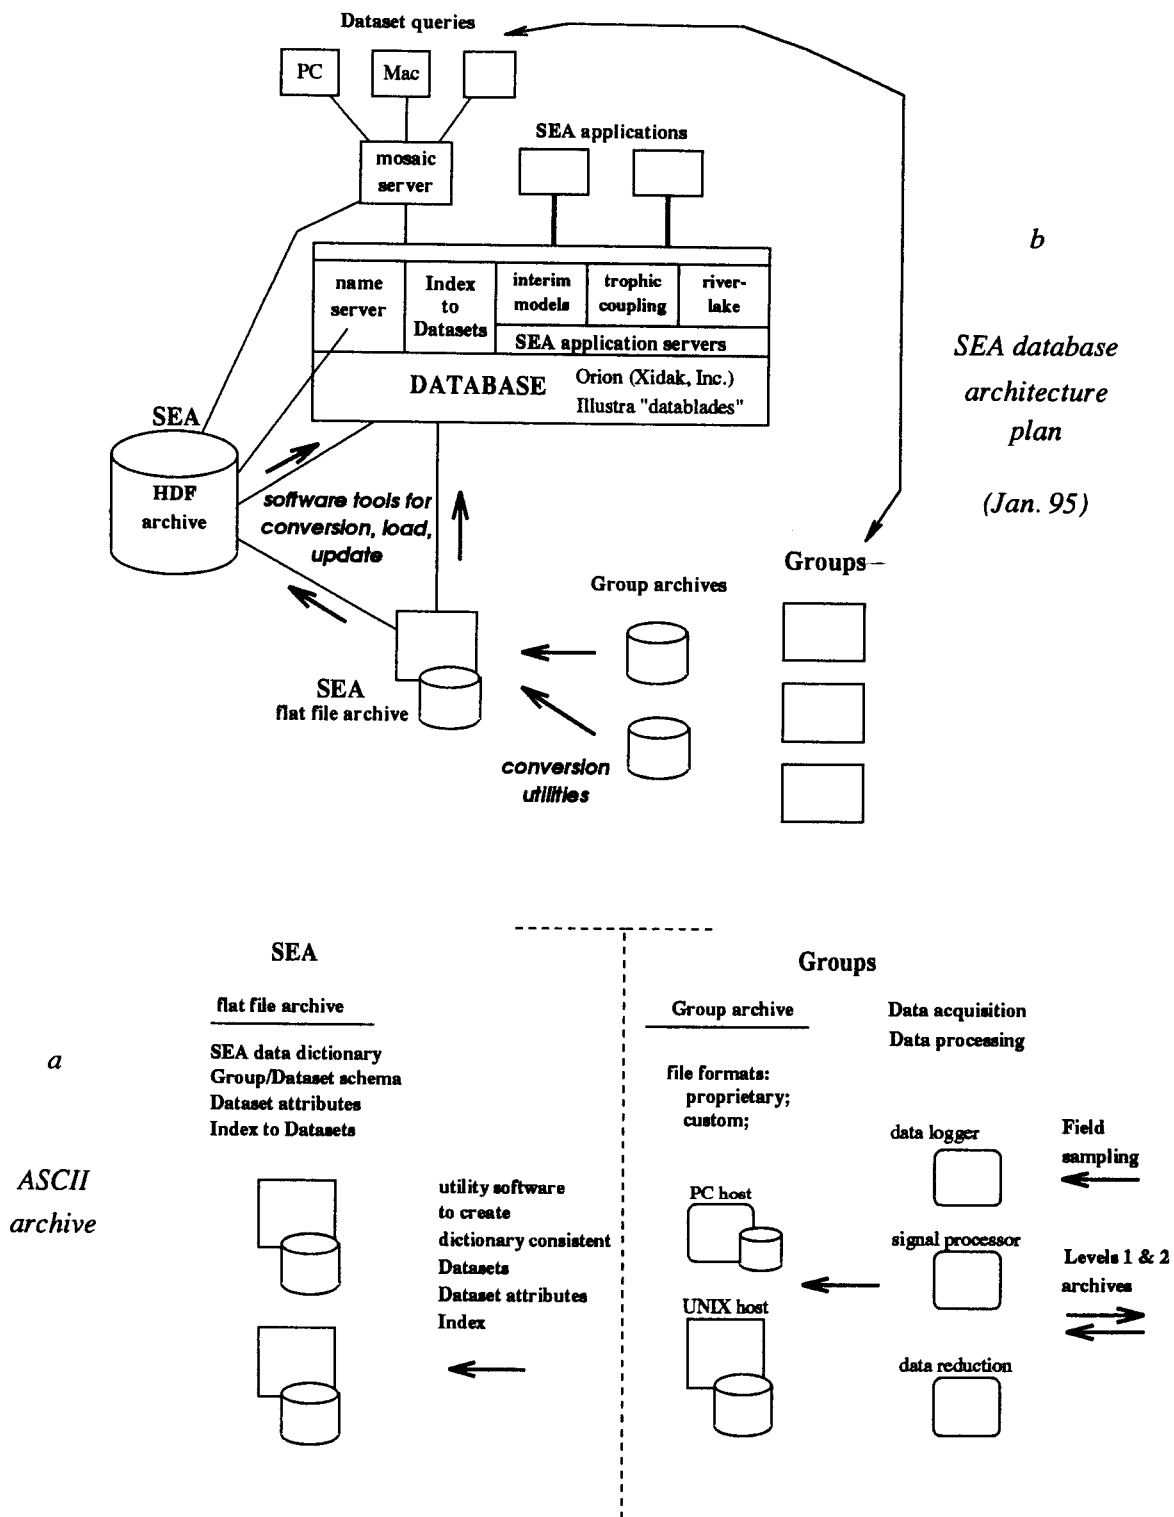 Dataset queries
PC
Mac
SEA applications
mosaic
server
b
name
server
Index
to
Datasets
interim
models
trophic
coupling
river-
lake
SEA application servers
DATABASE
Orion (Xidak, Inc.)
Illustra "datablades"
SEA database
architecture
plan
(Jan. 95)
SEA
HDF
archive
software tools for
conversion, load,
update
Groups
Group archives
SEA
flat file archive
conversion
utilities
SEA
Groups
flat file archive
Group archive
Data acquisition
Data processing
a
SEA data dictionary
Group/Dataset schema
Dataset attributes
Index to Datasets
file formats:
proprietary;
custom;
data logger
Field
sampling
ASCII
archive
utility software
to create
dictionary consistent
Datasets
Dataset attributes
Index
PC host
signal processor
Levels 1 & 2
archives
UNIX host
data reduction